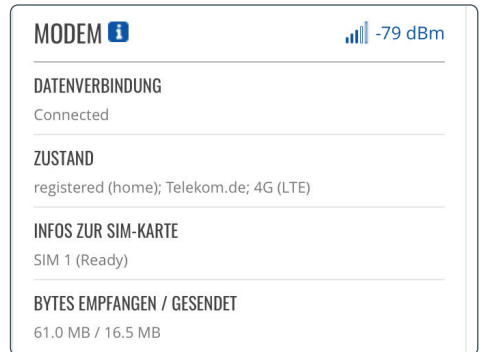 MODEM i -79 dBm
DATENVERBINDUNG
Connected
ZUSTAND
registered (home); Telekom.de; 4G (LTE)
INFOS ZUR SIM-KARTE
SIM 1 (Ready)
BYTES EMPFANGEN / GESENDET
61.0 MB / 16.5 MB